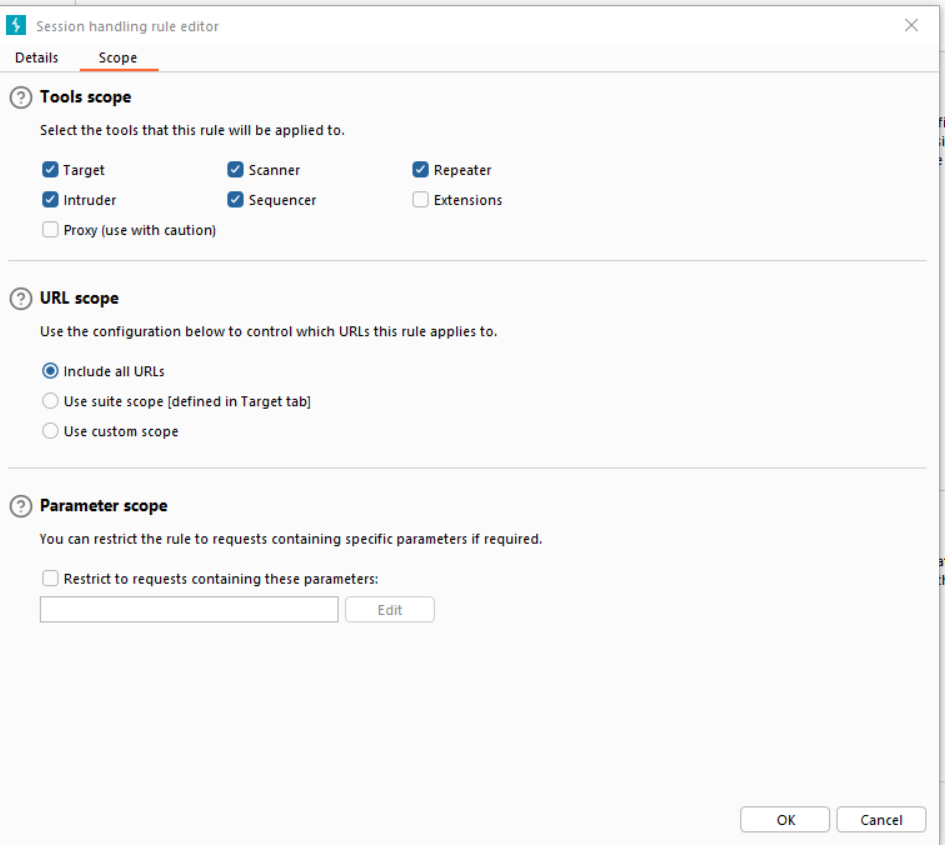 Session handling rule editor
Details Scope
Tools scope
Select the tools that this rule will be applied to.
Target Scanner Repeater
Intruder Sequencer Extensions
Proxy (use with caution)
URL scope
Use the configuration below to control which URLs this rule applies to.
Include all URLs
Use suite scope [defined in Target tab]
Use custom scope
Parameter scope
You can restrict the rule to requests containing specific parameters if required.
Restrict to requests containing these parameters:
Edit
OK Cancel